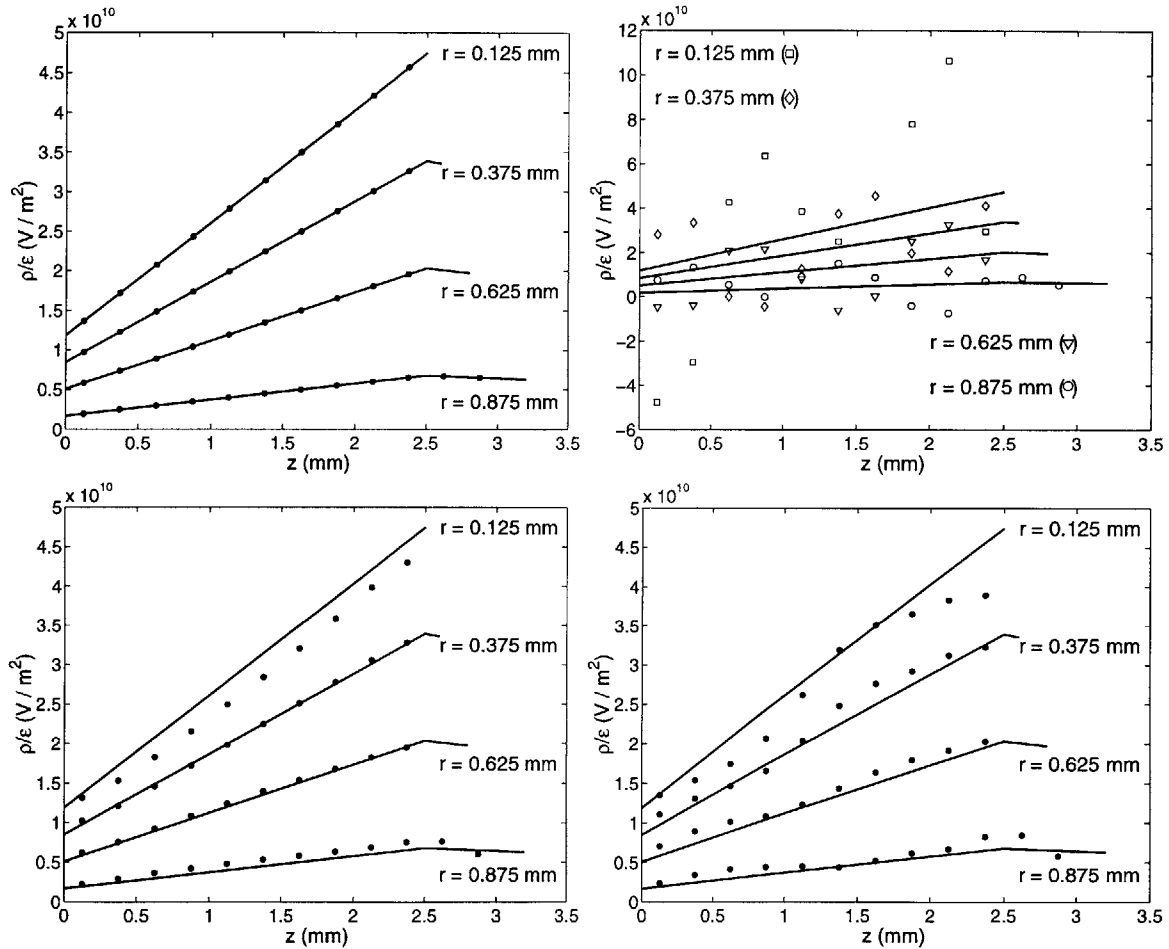 x 10¹⁰
5
4.5
4
3.5
3
2.5
2
1.5
1
0.5
0
ρ/ε (V / m²)
r = 0.125 mm
r = 0.375 mm
r = 0.625 mm
r = 0.875 mm
0 0.5 1 1.5 2 2.5 3 3.5
z (mm)
x 10¹⁰
12
10
8
6
4
2
0
−2
−4
−6
ρ/ε (V / m²)
r = 0.125 mm (□)
r = 0.375 mm (◇)
r = 0.625 mm (▽)
r = 0.875 mm (○)
0 0.5 1 1.5 2 2.5 3 3.5
z (mm)
x 10¹⁰
5
4.5
4
3.5
3
2.5
2
1.5
1
0.5
0
ρ/ε (V / m²)
r = 0.125 mm
r = 0.375 mm
r = 0.625 mm
r = 0.875 mm
0 0.5 1 1.5 2 2.5 3 3.5
z (mm)
x 10¹⁰
5
4.5
4
3.5
3
2.5
2
1.5
1
0.5
0
ρ/ε (V / m²)
r = 0.125 mm
r = 0.375 mm
r = 0.625 mm
r = 0.875 mm
0 0.5 1 1.5 2 2.5 3 3.5
z (mm)